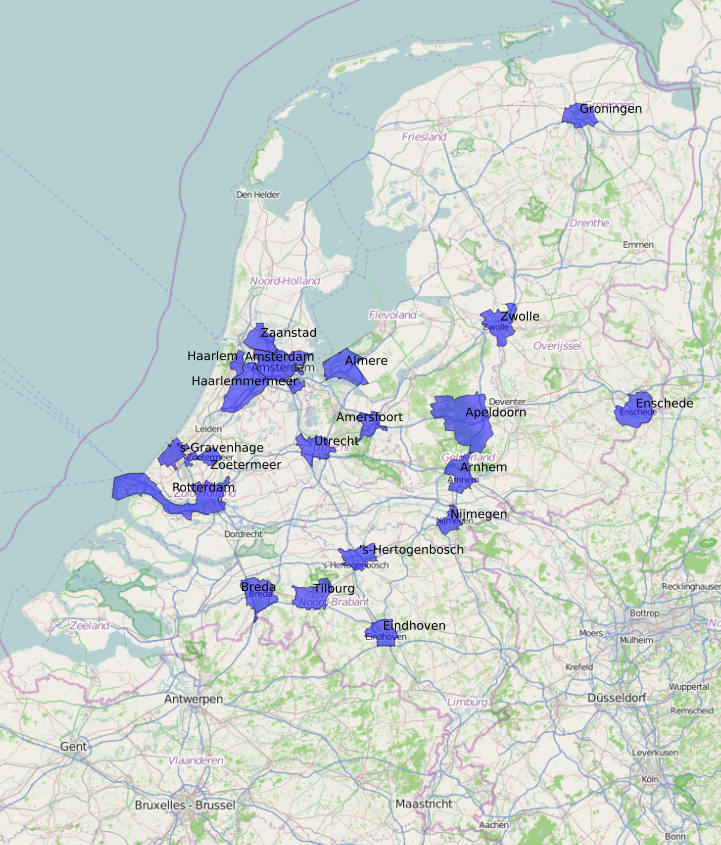 Groningen
Groningen
Friesland
Den Helder
Drenthe
Emmen
Noord-Holland
Flevoland
Zwolle
Zwolle
Zaanstad
Overijssel
Haarlem
Amsterdam
Amsterdam
Almere
Haarlemmermeer
Deventer
Enschede
Enschede
Apeldoorn
Amersfoort
Leiden
Utrecht
Utrecht
's-Gravenhage
Zoetermeer
Zoetermeer
Gelderland
Arnhem
Arnhem
Rotterdam
Zuid-Holland
Nijmegen
Nijmegen
Dordrecht
's-Hertogenbosch
's-Hertogenbosch
Breda
Breda
Tilburg
Noord-Brabant
Recklinghausen
Bottrop
Zeeland
Eindhoven
Eindhoven
Moers
Mülheim
Krefeld
Wuppertal
Antwerpen
Limburg
Düsseldorf
Remscheid
Gent
Vlaanderen
Leverkusen
Köln
Bruxelles - Brussel
Maastricht
Aachen
Bonn